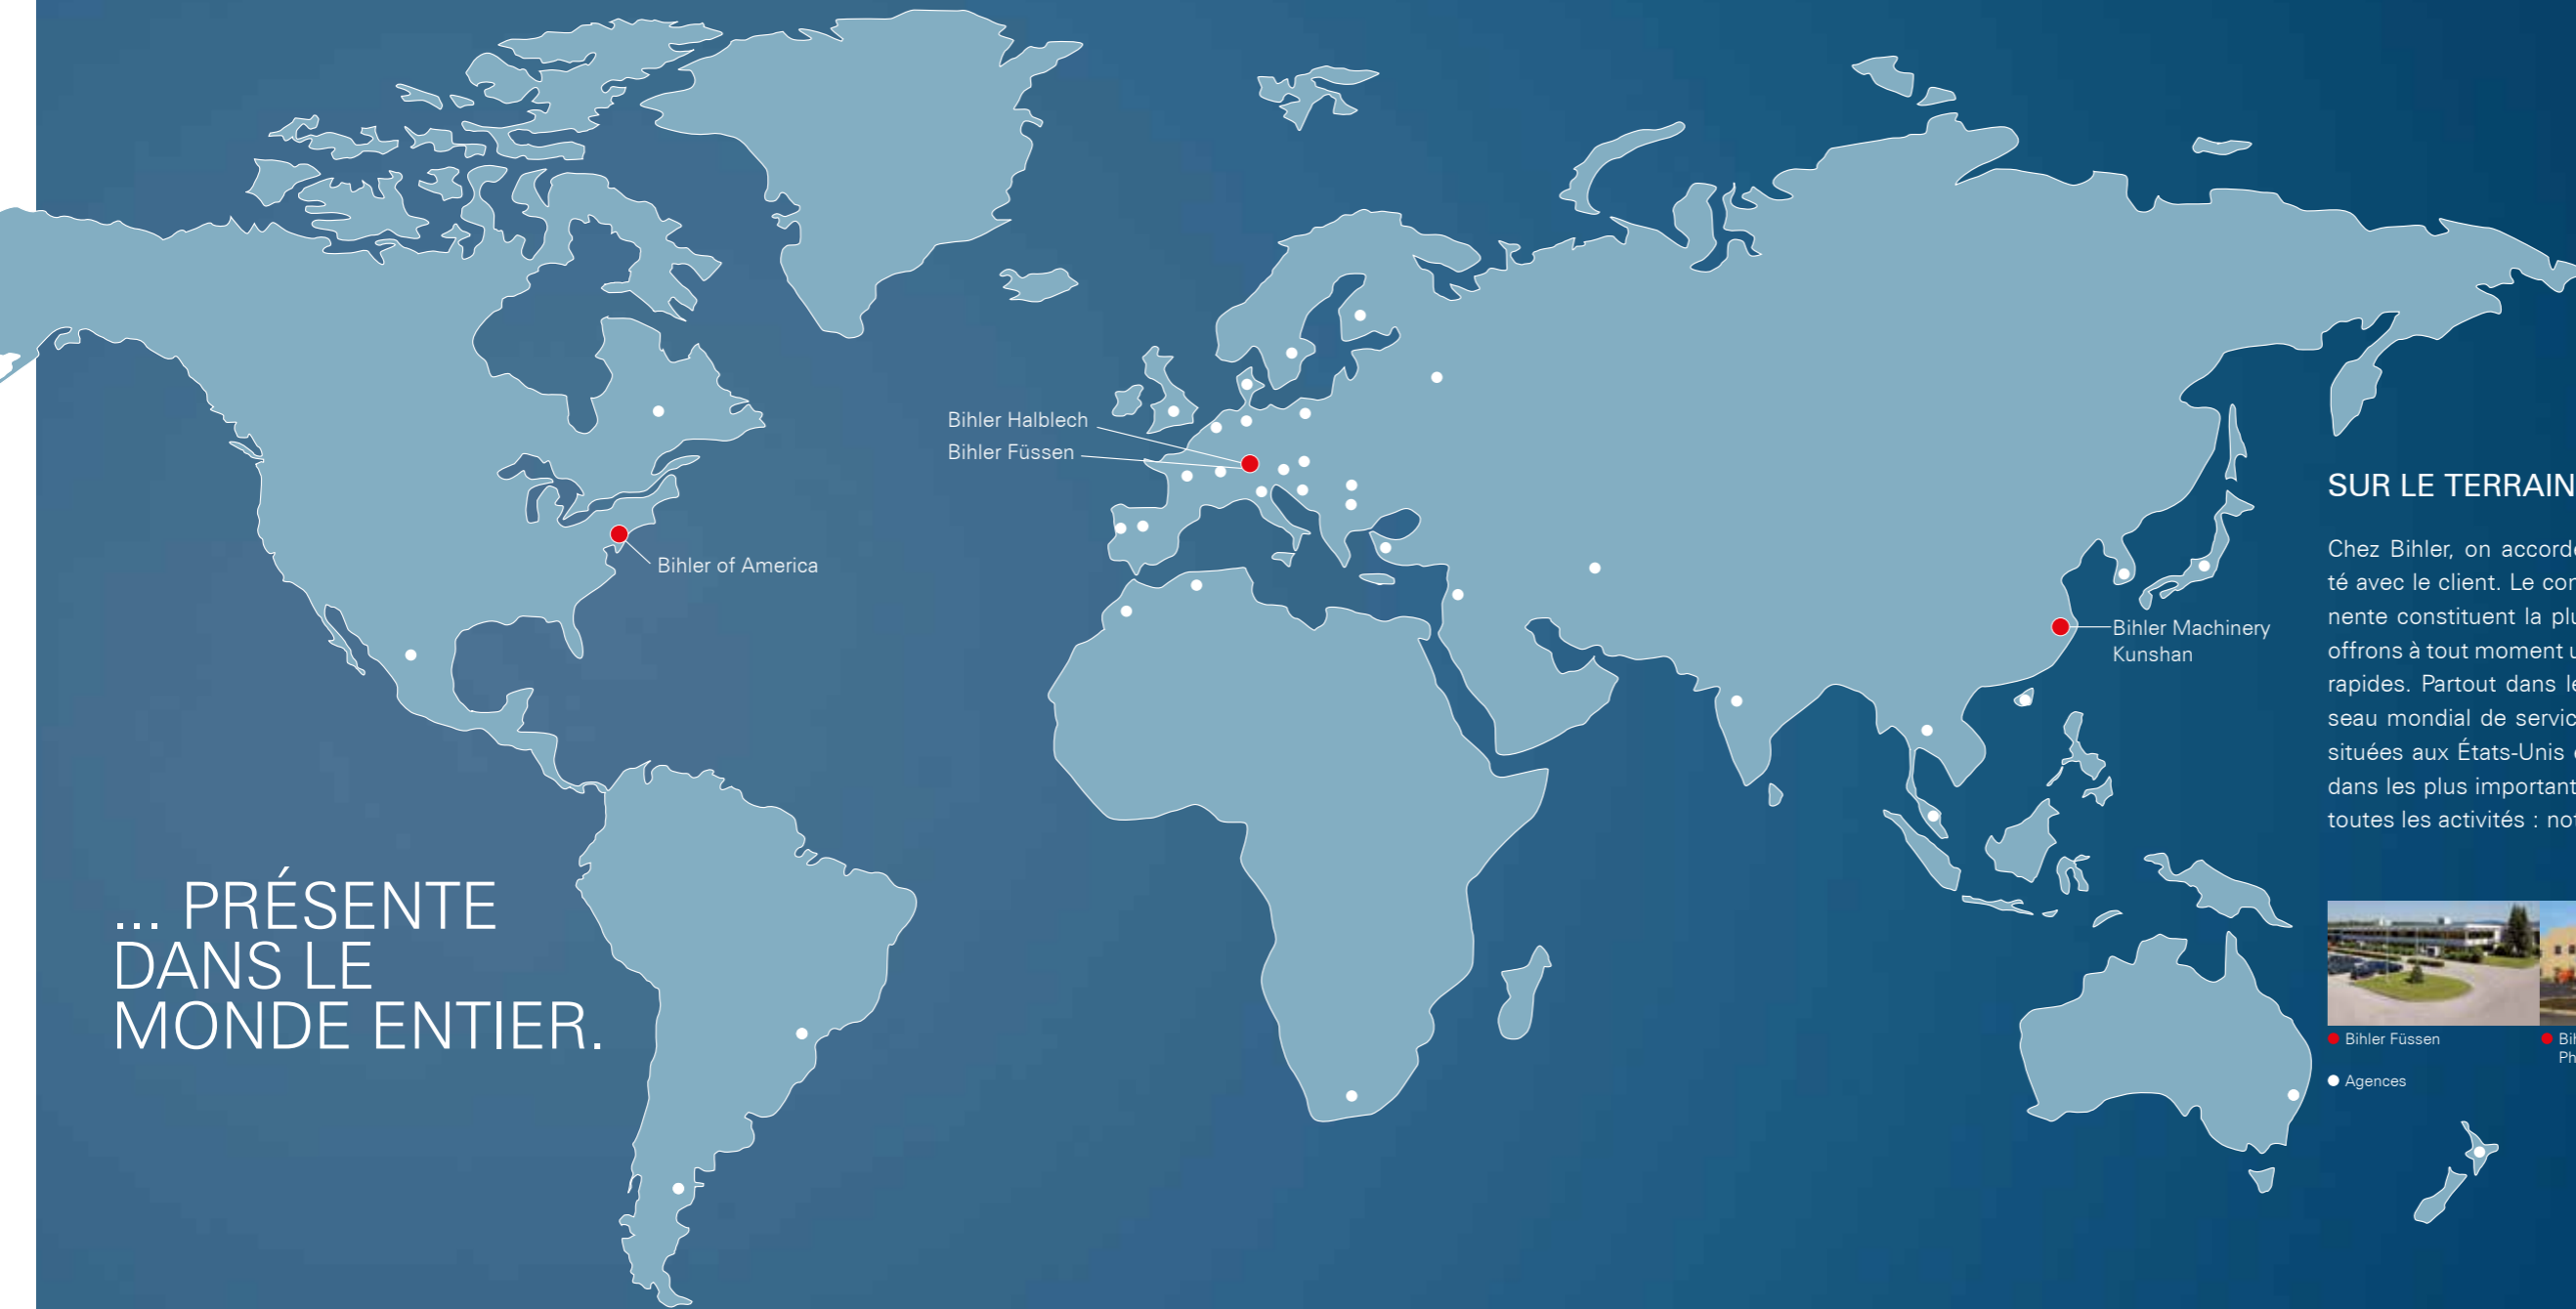 Bihler Halblech
Bihler Füssen
Bihler of America
Bihler Machinery
Kunshan
... PRÉSENTE
DANS LE
MONDE ENTIER.
SUR LE TERRAIN
Chez Bihler, on accorde
té avec le client. Le con
nente constituent la plu
offrons à tout moment u
rapides. Partout dans le
seau mondial de servic
situées aux États-Unis e
dans les plus important
toutes les activités : not
Bihler Füssen
Bih
Ph
Agences